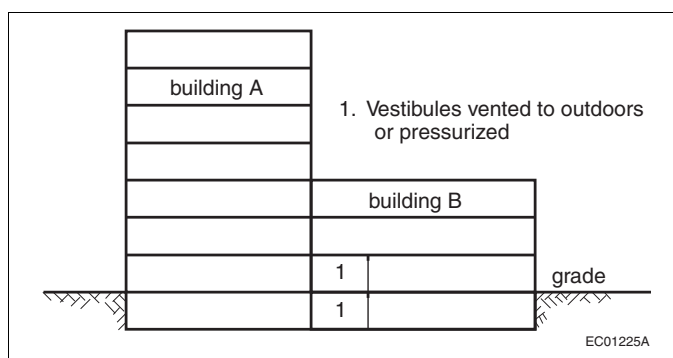 building A
1. Vestibules vented to outdoors
or pressurized
building B
1
grade
1
EC01225A